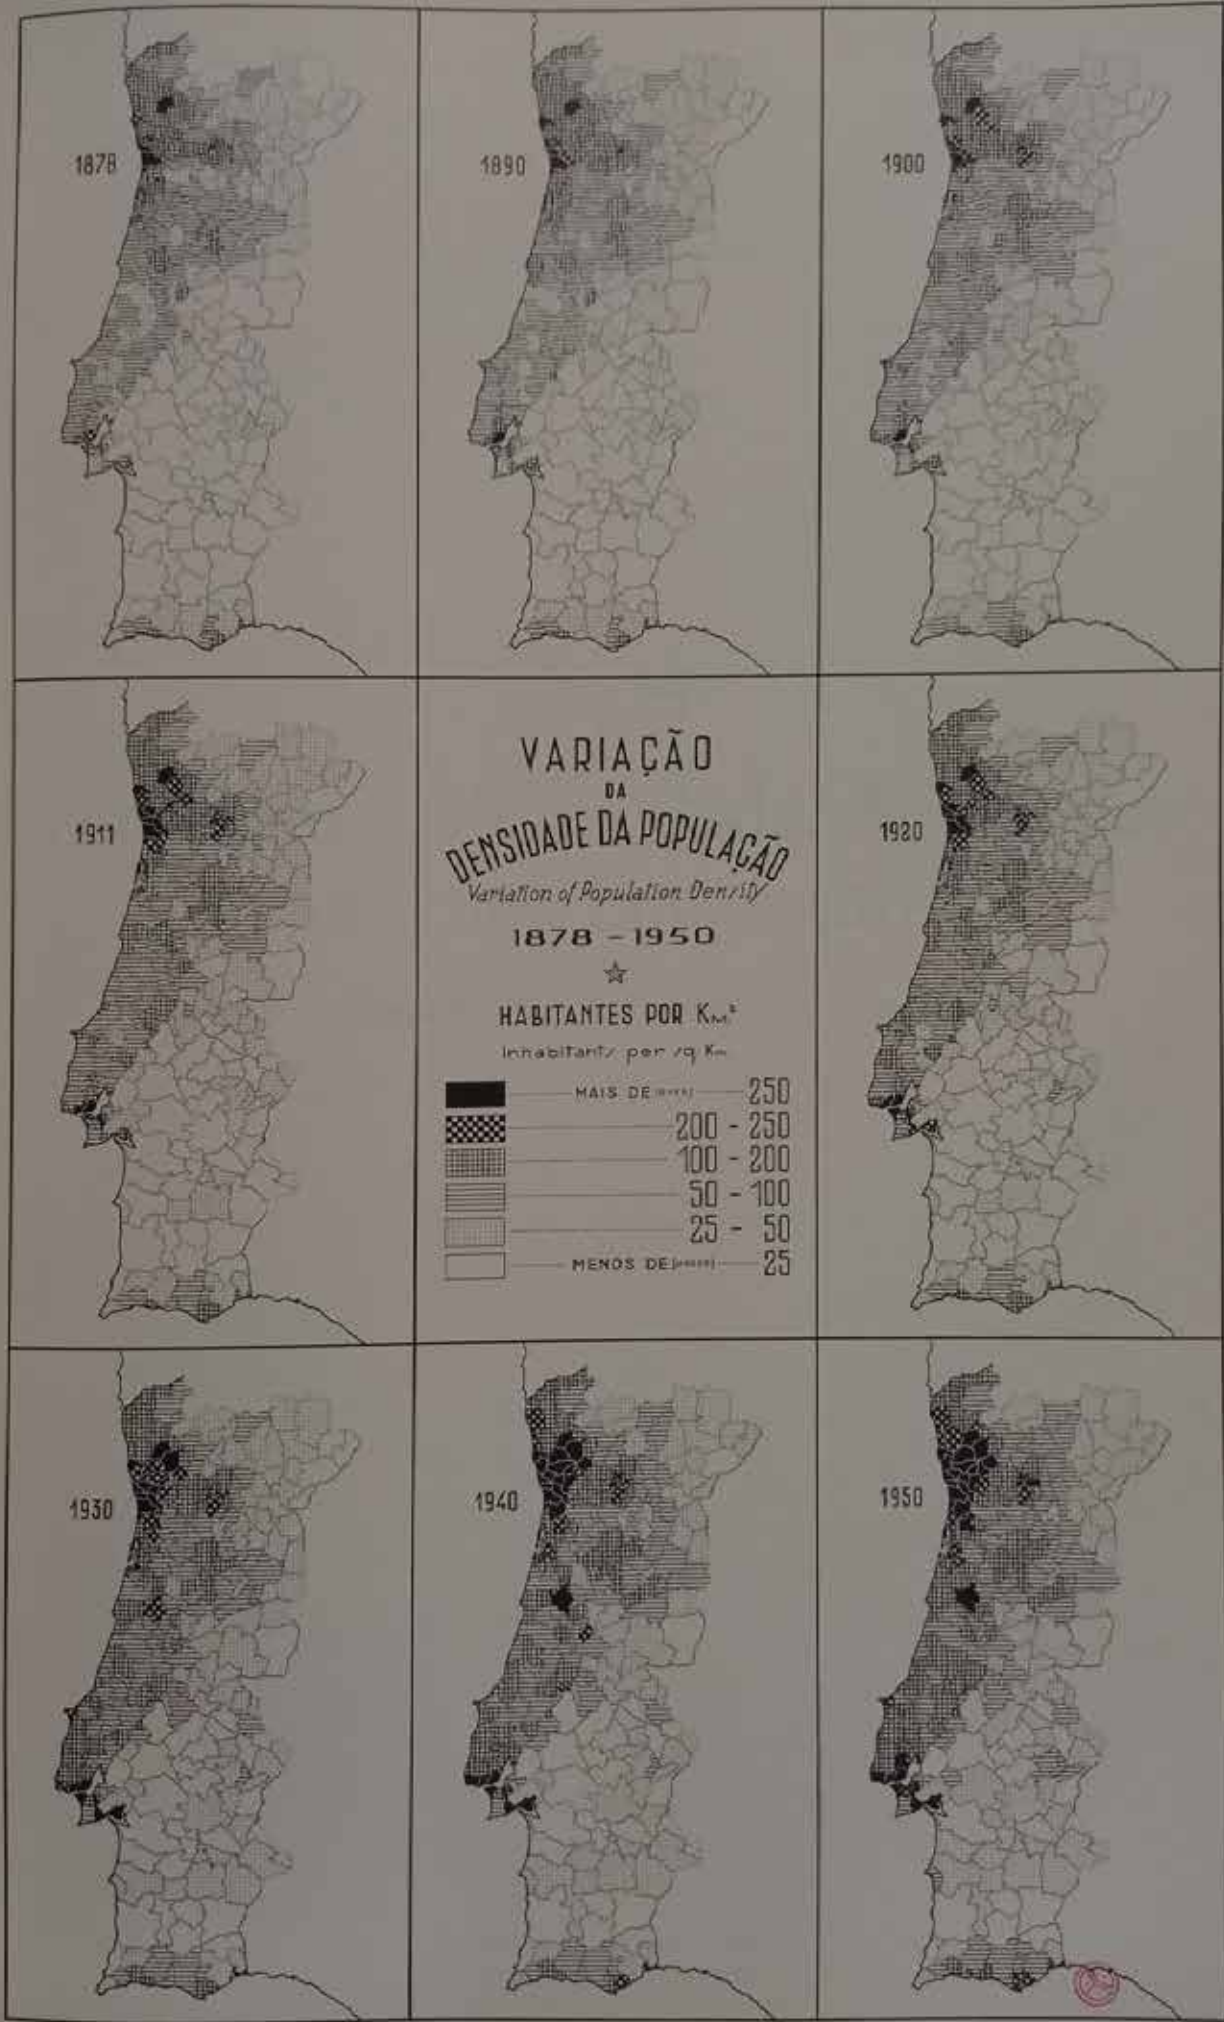 1878
1890
1900
1911
VARIAÇÃO
DA
DENSIDADE DA POPULAÇÃO
Variation of Population Density
1878 - 1950
HABITANTES POR KM.²
Inhabitants per sq Km
MAIS DE 250
200 - 250
100 - 200
50 - 100
25 - 50
MENOS DE 25
1920
1930
1940
1950